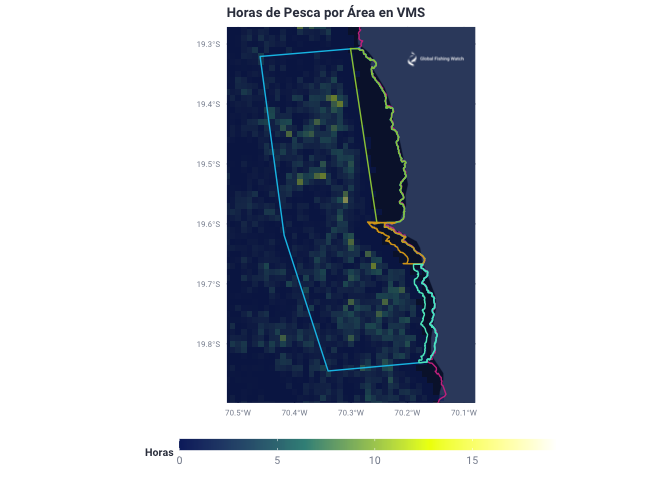 Horas de Pesca por Área en VMS
Global Fishing Watch
19.3°S
19.4°S
19.5°S
19.6°S
19.7°S
19.8°S
70.5°W 70.4°W 70.3°W 70.2°W 70.1°W
Horas
0 5 10 15